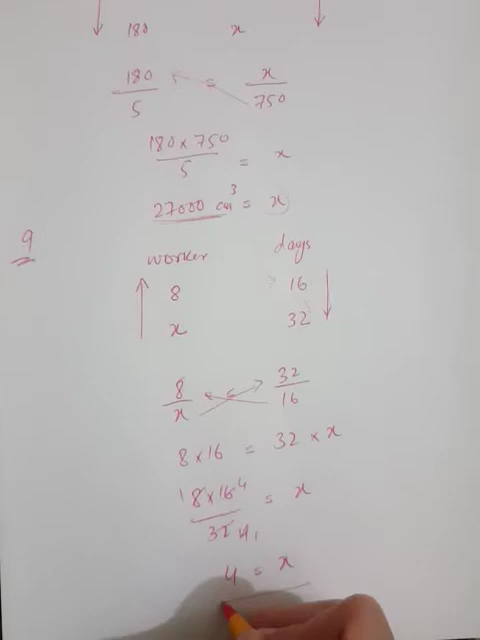 180 x
180/5 = x/750
180 x 750/5 = x
27000 cm³ = x
9
worker days
8 16
x 32
8/x = 32/16
8 x 16 = 32 x x
8 x 16/32 = x
4 = x